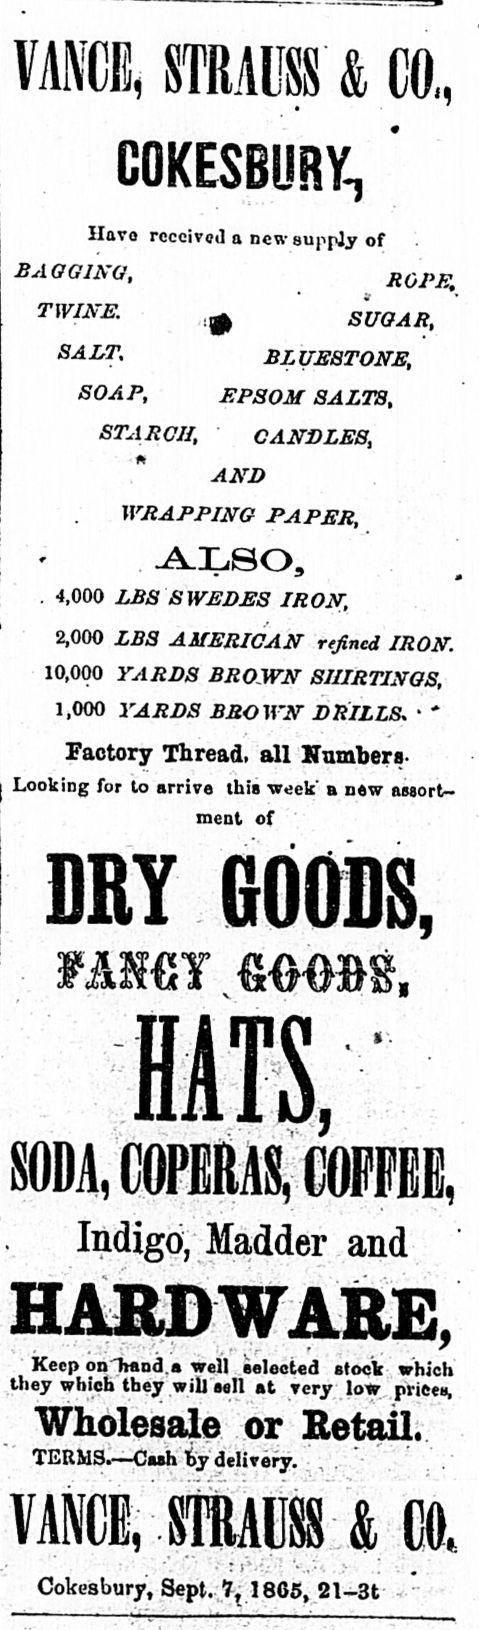 VANCE, STRAUSS & CO.,
COKESBURY,
Have received a new supply of
BAGGING, ROPE,
TWINE. SUGAR,
SALT, BLUESTONE,
SOAP, EPSOM SALTS,
STARCH, CANDLES,
AND
WRAPPING PAPER,
ALSO,
4,000 LBS SWEDES IRON,
2,000 LBS AMERICAN refined IRON.
10,000 YARDS BROWN SHIRTINGS,
1,000 YARDS BROWN DRILLS.
Factory Thread, all Numbers.
Looking for to arrive this week a new assort-
ment of
DRY GOODS,
FANCY GOODS,
HATS,
SODA, COPERAS, COFFEE,
Indigo, Madder and
HARDWARE,
Keep on hand a well selected stock which
they which they will sell at very low prices,
Wholesale or Retail.
TERMS.—Cash by delivery.
VANCE, STRAUSS & CO.
Cokesbury, Sept. 7, 1865, 21-3t